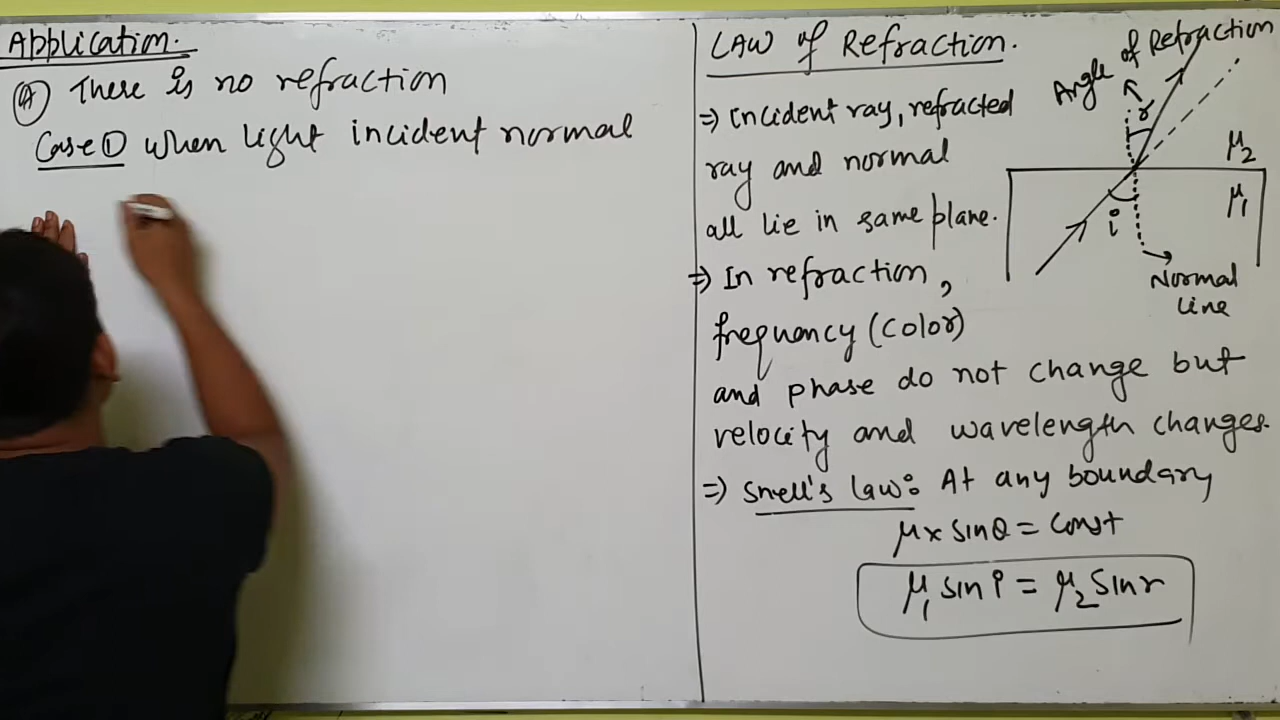 Application.
(A) There is no refraction
Case ① when light incident normal
LAW of Refraction.
⇒ Incident ray, refracted
ray and normal
all lie in same plane.
⇒ In refraction,
frequency (color)
and phase do not change but
velocity and wavelength changes.
⇒ Snell's law: At any boundary
μ x sinθ = const
μ₁ sin i = μ₂ sin r
Angle of Refraction
r
μ₂
μ₁
i
Normal
line